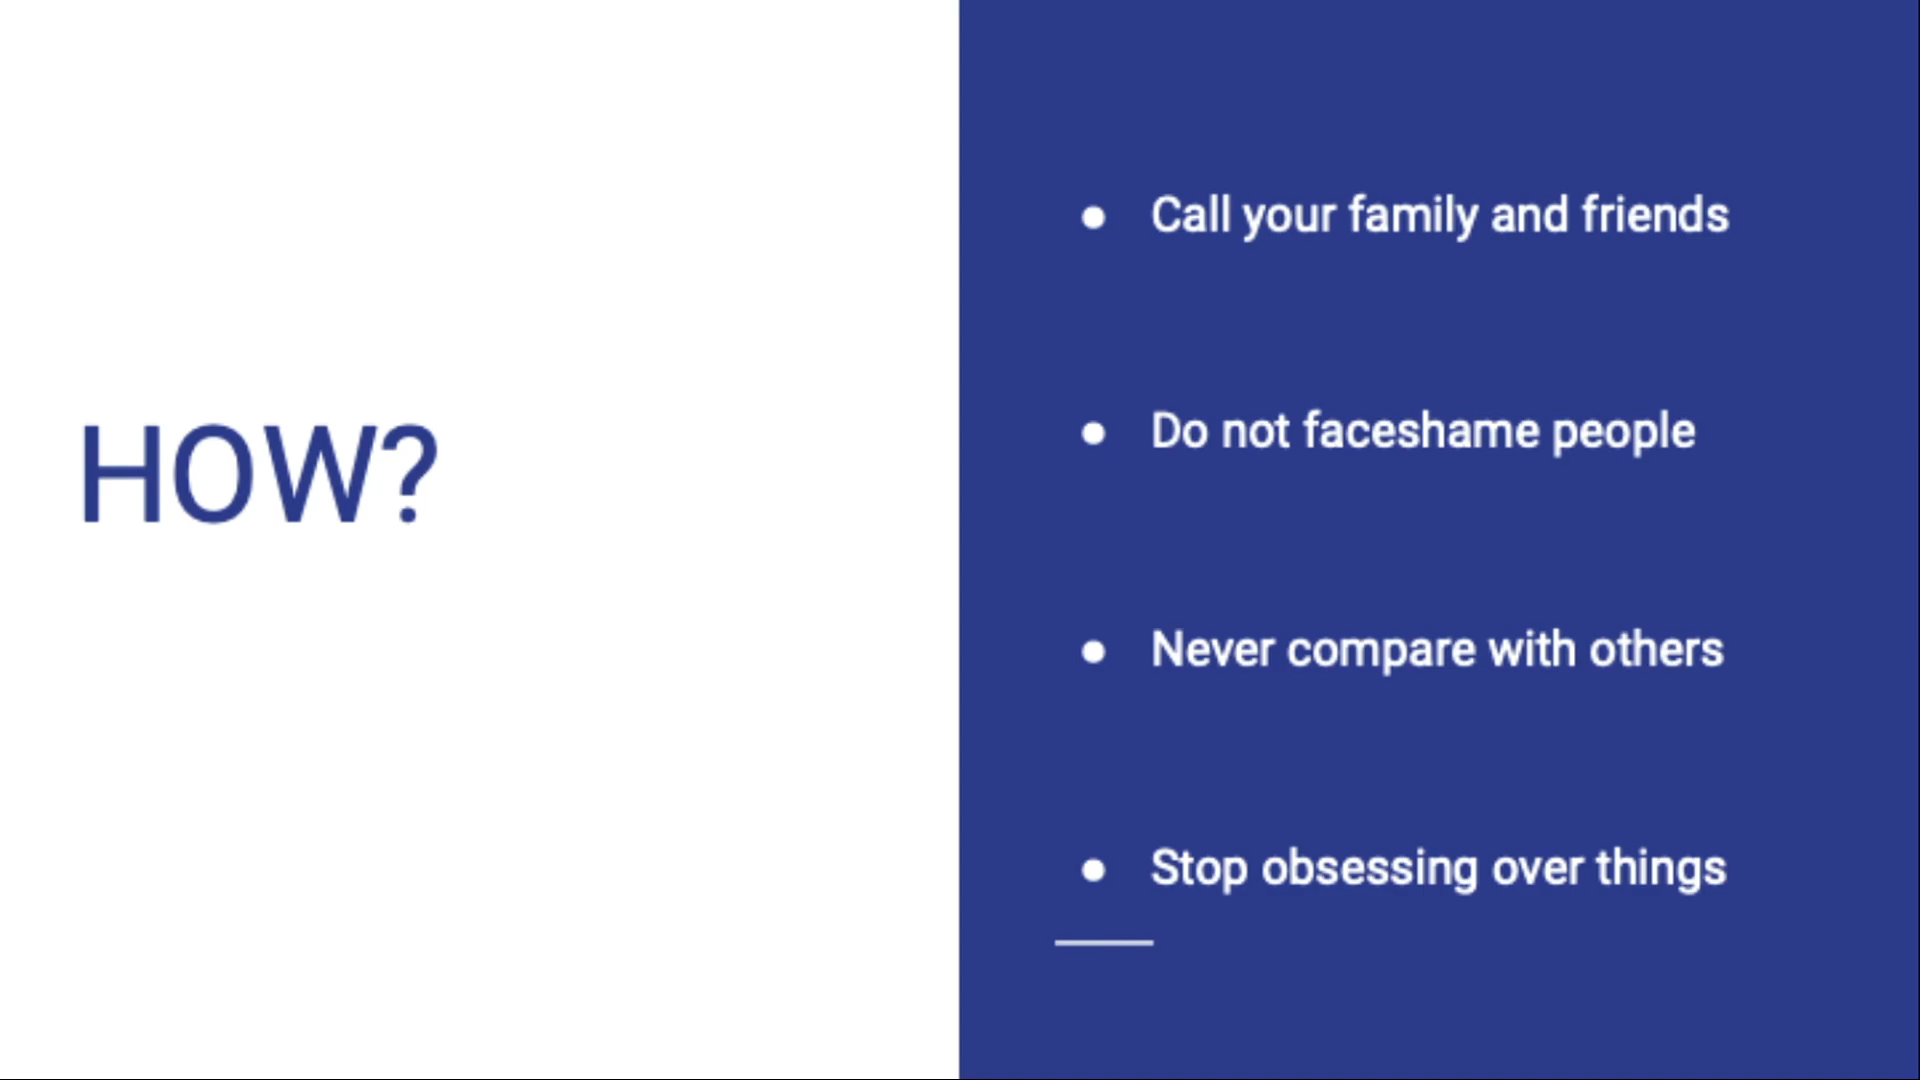 HOW?
● Call your family and friends
● Do not faceshame people
● Never compare with others
● Stop obsessing over things